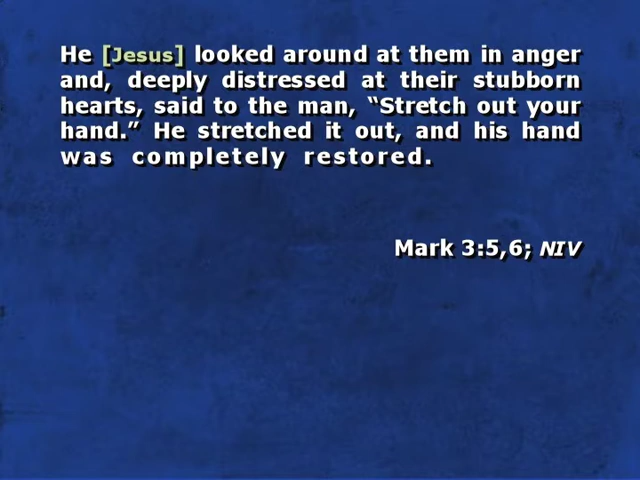 He [Jesus] looked around at them in anger
and, deeply distressed at their stubborn
hearts, said to the man, “Stretch out your
hand.” He stretched it out, and his hand
was completely restored.
Mark 3:5,6; NIV